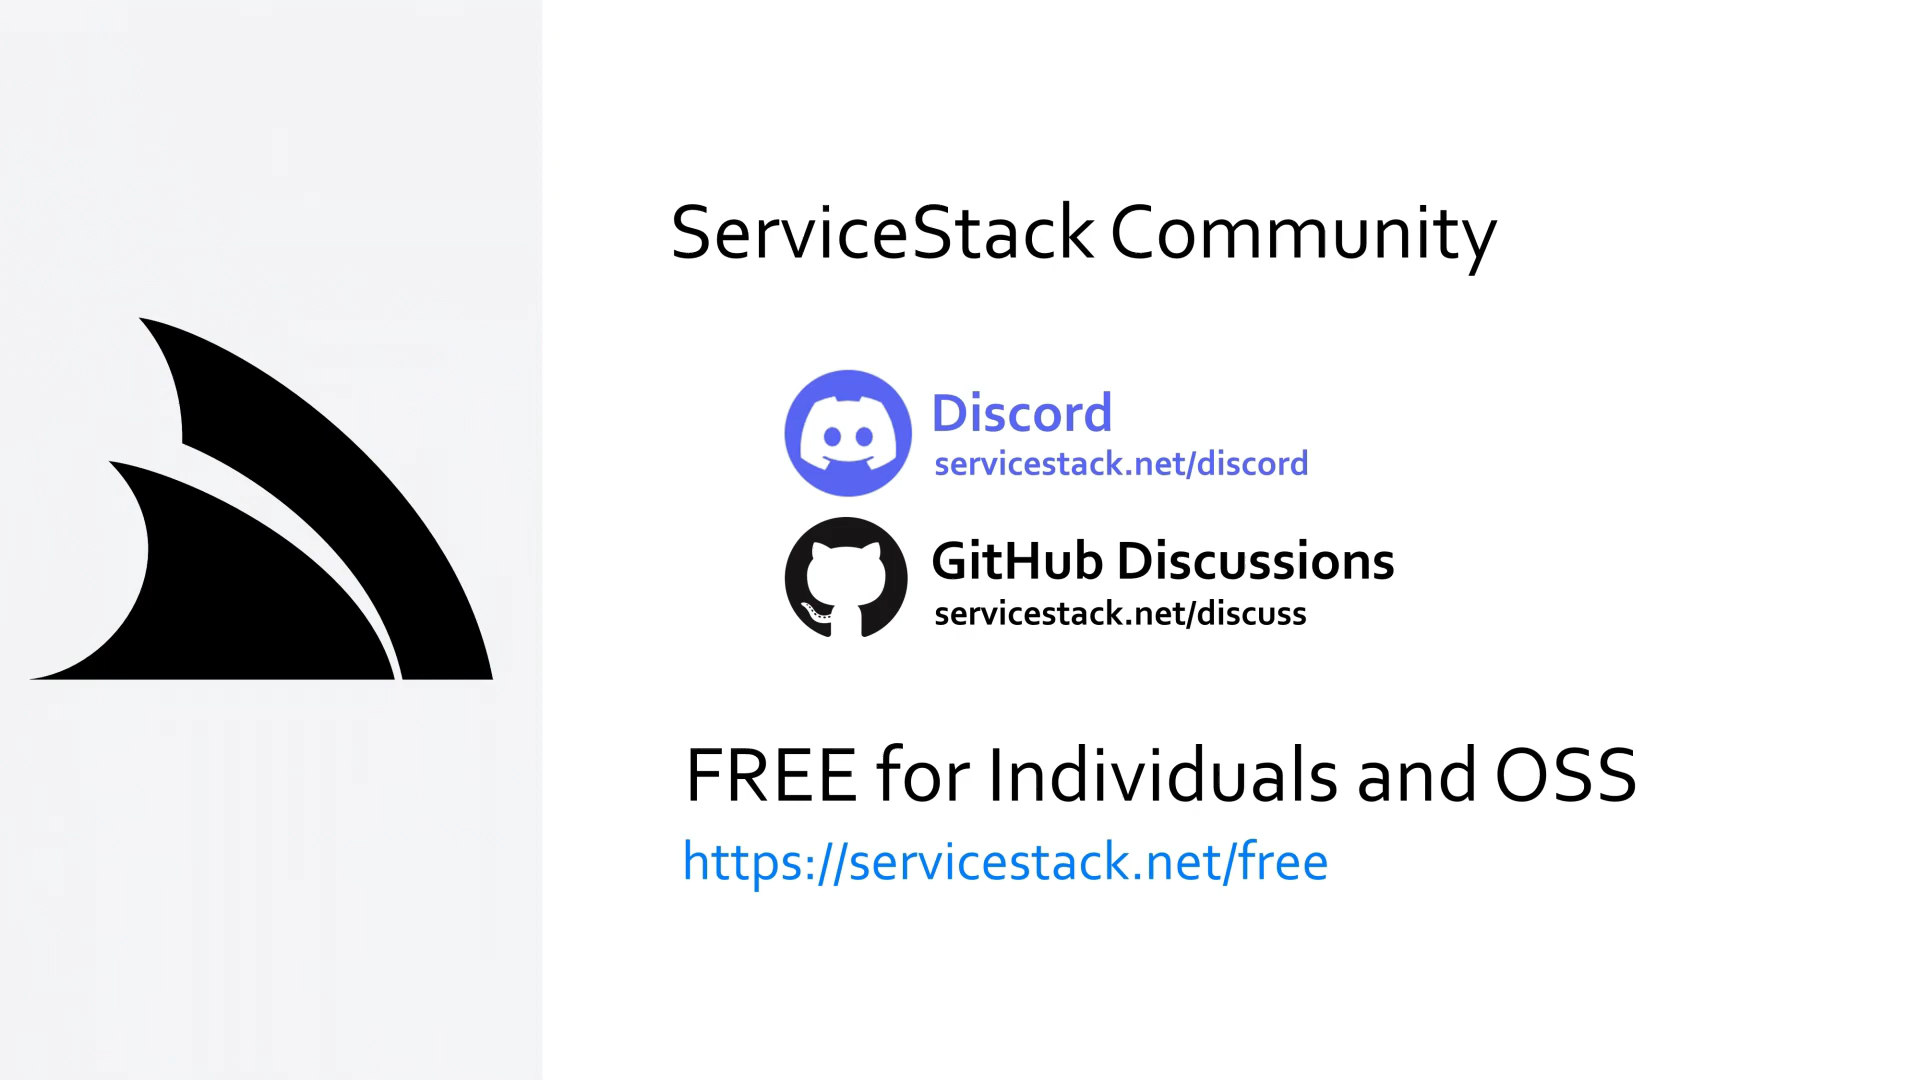 ServiceStack Community
Discord
servicestack.net/discord
GitHub Discussions
servicestack.net/discuss
FREE for Individuals and OSS
https://servicestack.net/free